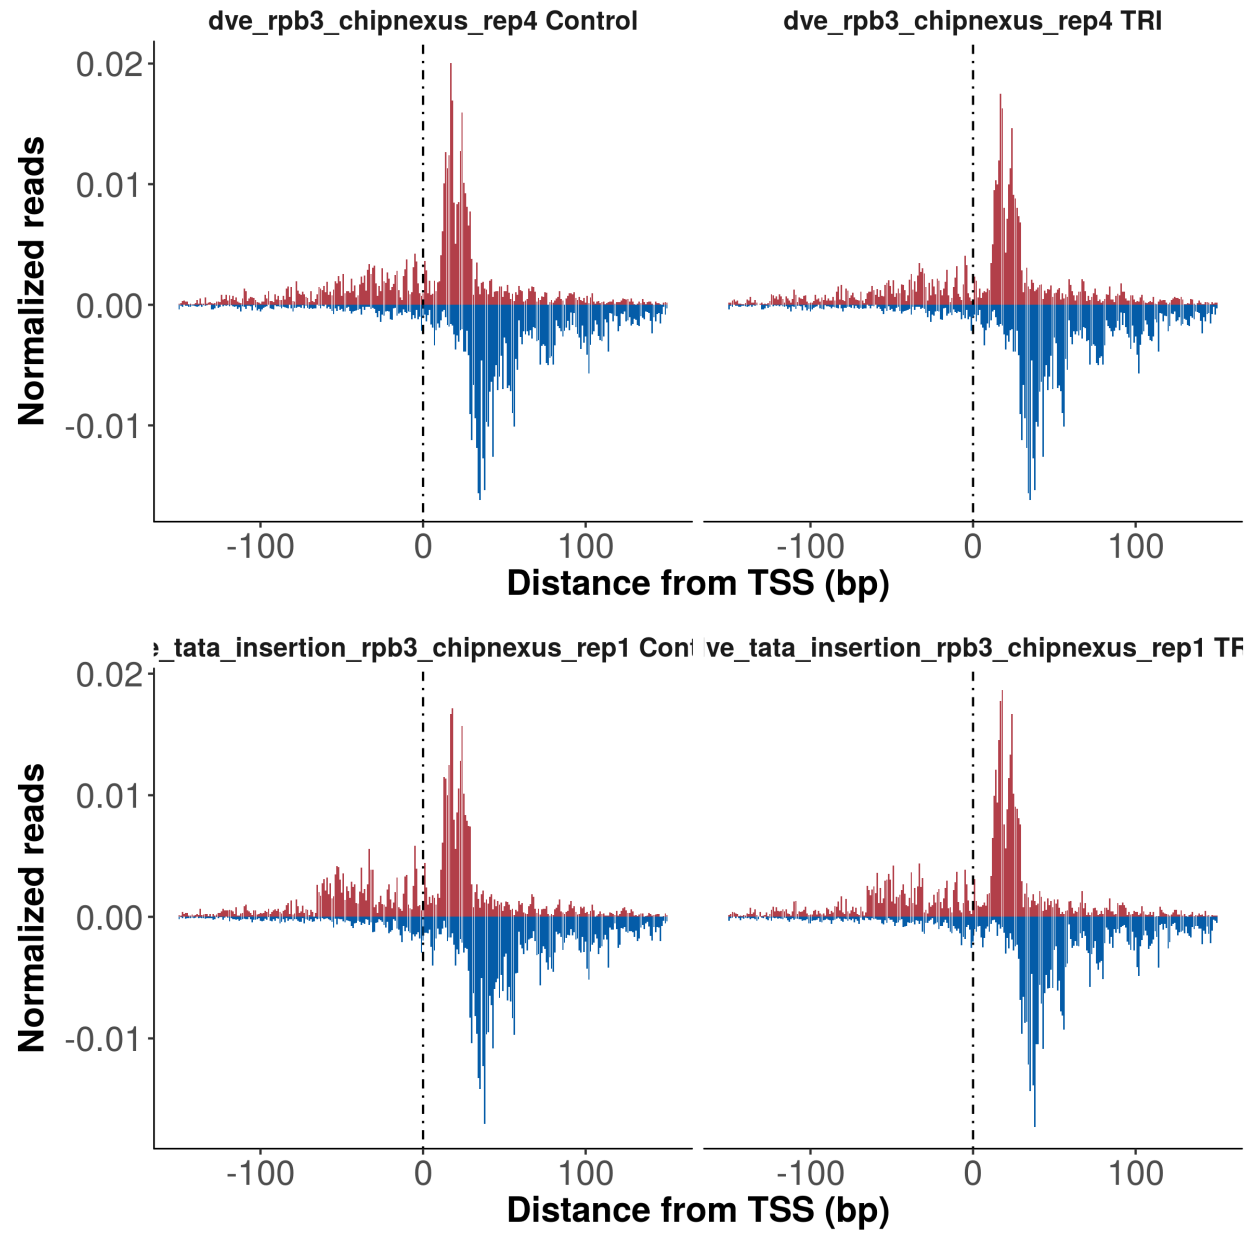 dve_rpb3_chipnexus_rep4 Control
dve_rpb3_chipnexus_rep4 TRI
Normalized reads
0.02
0.01
0.00
-0.01
-100 0 100
-100 0 100
Distance from TSS (bp)
e_tata_insertion_rpb3_chipnexus_rep1 Cont
ve_tata_insertion_rpb3_chipnexus_rep1 TR
Normalized reads
0.02
0.01
0.00
-0.01
-100 0 100
-100 0 100
Distance from TSS (bp)